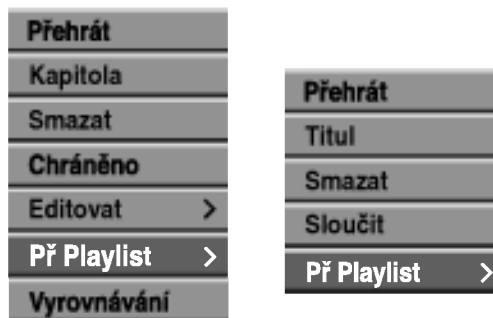 Přehrát
Kapitola
Smazat
Chráněno
Editovat >
Př Playlist >
Vyrovnávání
Přehrát
Titul
Smazat
Sloučit
Př Playlist >